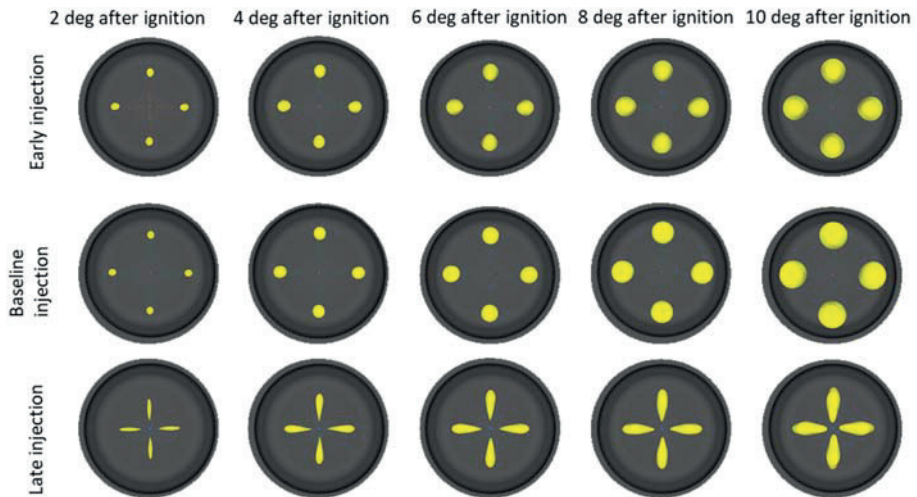 2 deg after ignition
4 deg after ignition
6 deg after ignition
8 deg after ignition
10 deg after ignition
Early injection
Baseline
injection
Late injection